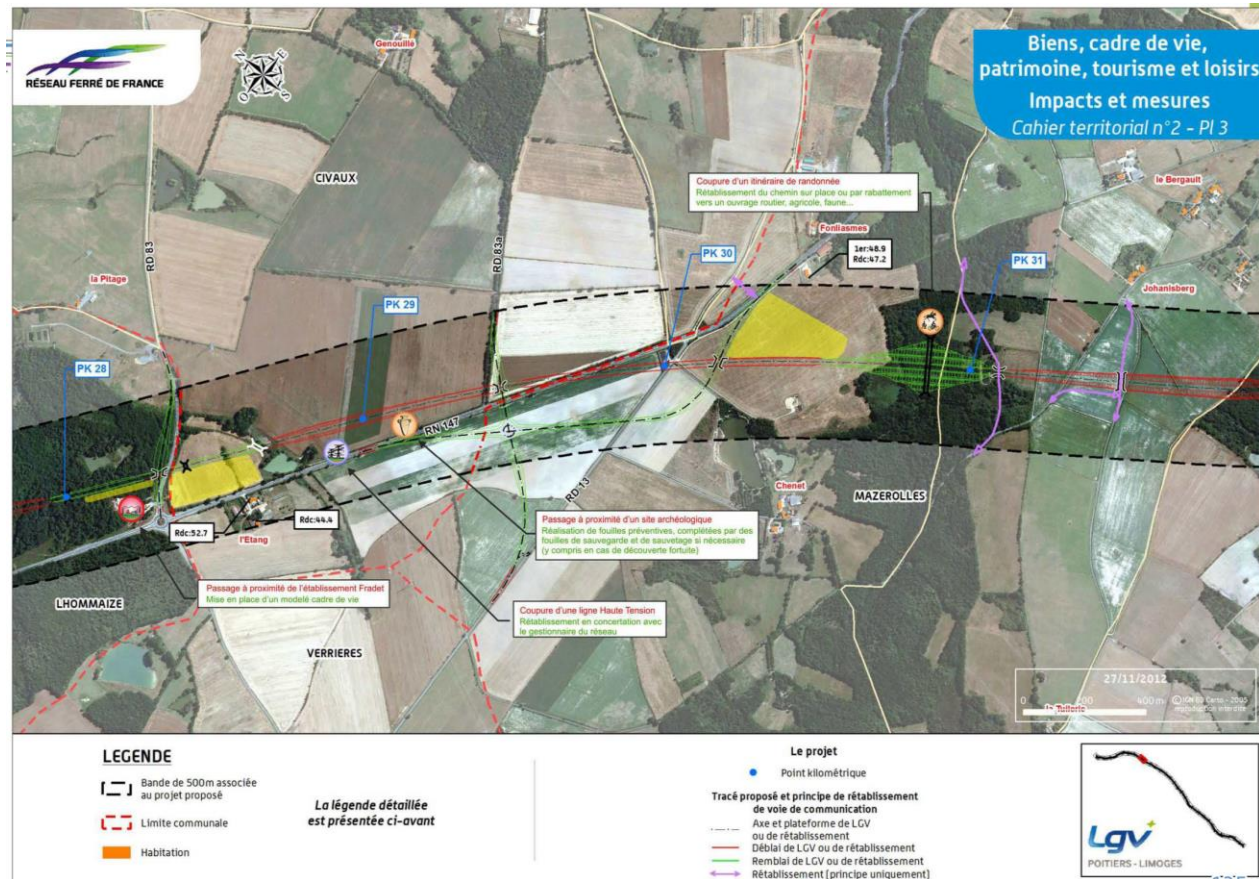 RÉSEAU FERRÉ DE FRANCE
N
E
S
O
Biens, cadre de vie,
patrimoine, tourisme et loisirs
Impacts et mesures
Cahier territorial n°2 - Pl 3
Genouillé
CIVAUX
RD 83
RD 83a
la Pitage
PK 28
PK 29
PK 30
PK 31
Coupure d'un itinéraire de randonnée
Rétablissement du chemin sur place ou par rabattement
vers un ouvrage routier, agricole, faune...
Fonliasmes
1er:48.9
Rdc:47.2
le Bergault
Johanisberg
RN 147
RD 13
Chenet
MAZEROLLES
Rdc:52.7
Rdc:44.4
l'Etang
Passage à proximité d'un site archéologique
Réalisation de fouilles préventives, complétées par des
fouilles de sauvegarde et de sauvetage si nécessaire
(y compris en cas de découverte fortuite)
Passage à proximité de l'établissement Fradet
Mise en place d'un modelé cadre de vie
Coupure d'une ligne Haute Tension
Rétablissement en concertation avec
le gestionnaire du réseau
LHOMMAIZE
VERRIERES
27/11/2012
0 200 400 m
reproduction interdite
la Tuilerie
LEGENDE
Bande de 500m associée
au projet proposé
Limite communale
Habitation
La légende détaillée
est présentée ci-avant
Le projet
Point kilométrique
Tracé proposé et principe de rétablissement
de voie de communication
Axe et plateforme de LGV
ou de rétablissement
Déblai de LGV ou de rétablissement
Remblai de LGV ou de rétablissement
Rétablissement [principe uniquement]
Lgv+
POITIERS - LIMOGES